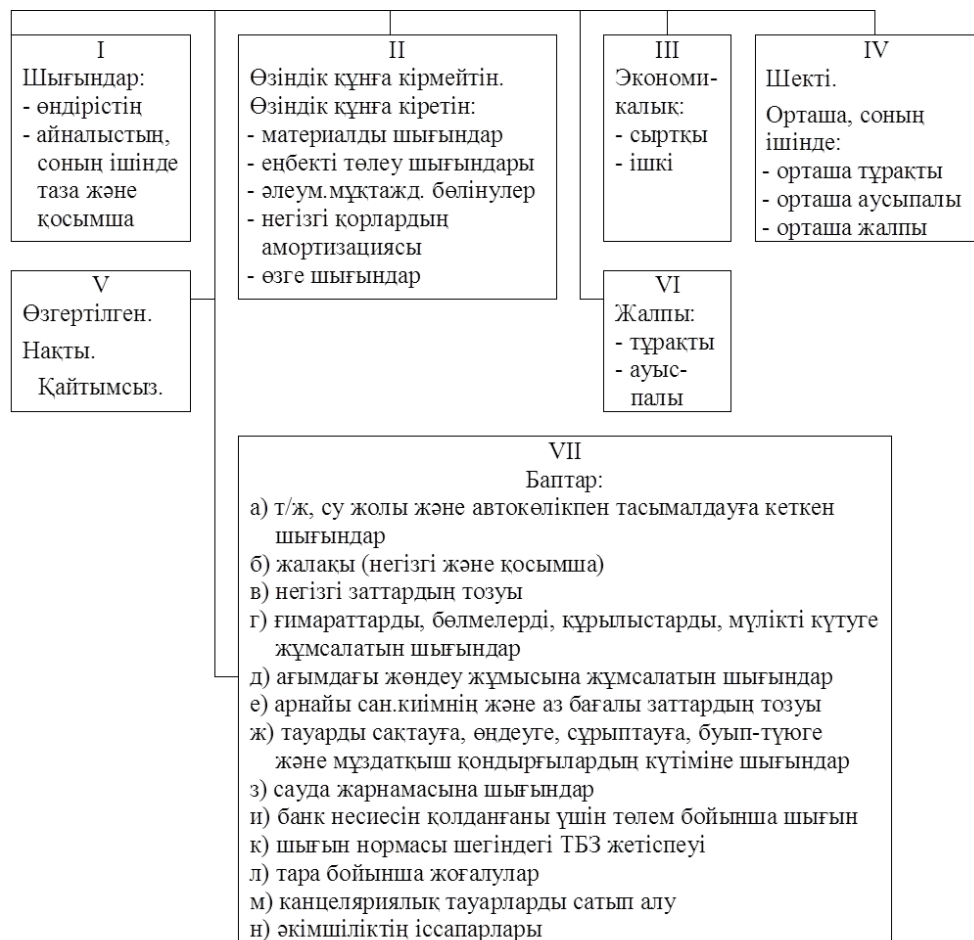 I
Шығындар:
- өндірістің
- айналыстың,
соның ішінде
таза және
қосымша
II
Өзіндік құнға кірмейтін.
Өзіндік құнға кіретін:
- материалды шығындар
- еңбекті төлеу шығындары
- әлеум.мұқтажд. бөлінулер
- негізгі қорлардың
амортизациясы
- өзге шығындар
III
Экономи-
калық:
- сыртқы
- ішкі
IV
Шекті.
Орташа, соның
ішінде:
- орташа тұрақты
- орташа аусыпалы
- орташа жалпы
V
Өзгертілген.
Нақты.
Қайтымсыз.
VI
Жалпы:
- тұрақты
- ауыс-
палы
VII
Баптар:
а) т/ж, су жолы және автокөлікпен тасымалдауға кеткен
шығындар
б) жалақы (негізгі және қосымша)
в) негізгі заттардың тозуы
г) ғимараттарды, бөлмелерді, құрылыстарды, мүлікті күтуге
жұмсалатын шығындар
д) ағымдағы жөндеу жұмысына жұмсалатын шығындар
е) арнайы сан.киімнің және аз бағалы заттардың тозуы
ж) тауарды сақтауға, өңдеуге, сұрыптауға, буып-түюге
және мұздатқыш қондырғылардың күтіміне шығындар
з) сауда жарнамасына шығындар
и) банк несиесін қолданғаны үшін төлем бойынша шығын
к) шығын нормасы шегіндегі ТБЗ жетіспеуі
л) тара бойынша жоғалулар
м) канцеляриялық тауарларды сатып алу
н) әкімшіліктің іссапарлары